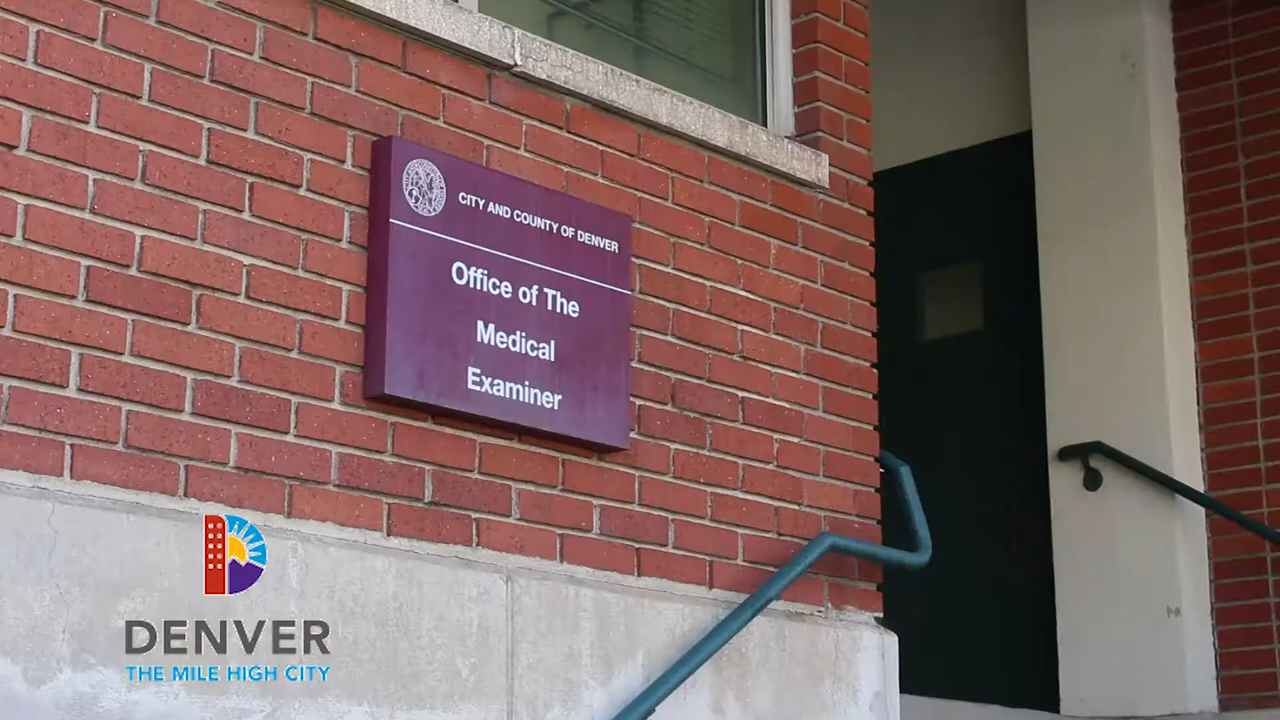 CITY AND COUNTY OF DENVER
Office of The
Medical
Examiner
DENVER
THE MILE HIGH CITY